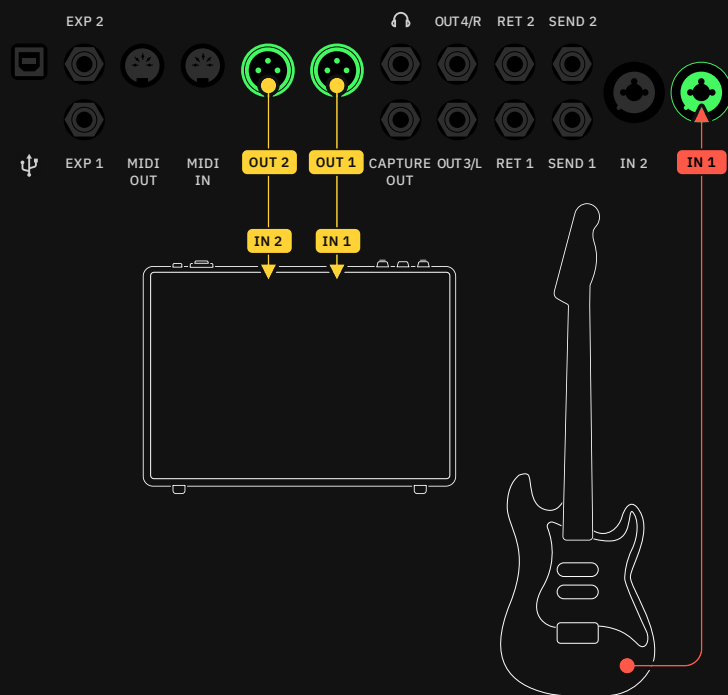 EXP 2
OUT4/R
RET 2
SEND 2
EXP 1
MIDI
OUT
MIDI
IN
OUT 2
OUT 1
CAPTURE
OUT
OUT3/L
RET 1
SEND 1
IN 2
IN 1
IN 2
IN 1